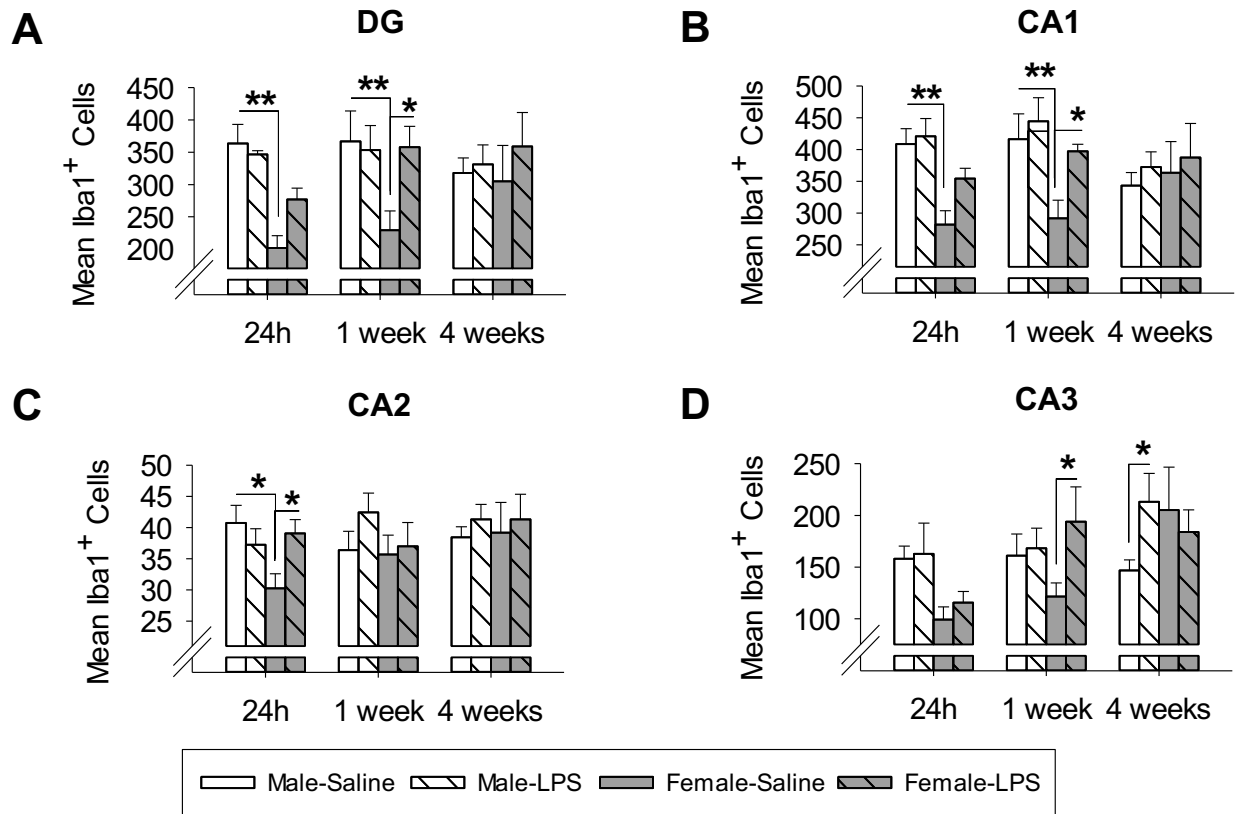 A
DG
Mean Iba1+ Cells
450
400
350
300
250
200
**
**
*
24h
1 week
4 weeks
B
CA1
Mean Iba1+ Cells
500
450
400
350
300
250
**
**
*
24h
1 week
4 weeks
C
CA2
Mean Iba1+ Cells
50
45
40
35
30
25
*
*
24h
1 week
4 weeks
D
CA3
Mean Iba1+ Cells
250
200
150
100
*
*
24h
1 week
4 weeks
Male-Saline Male-LPS Female-Saline Female-LPS